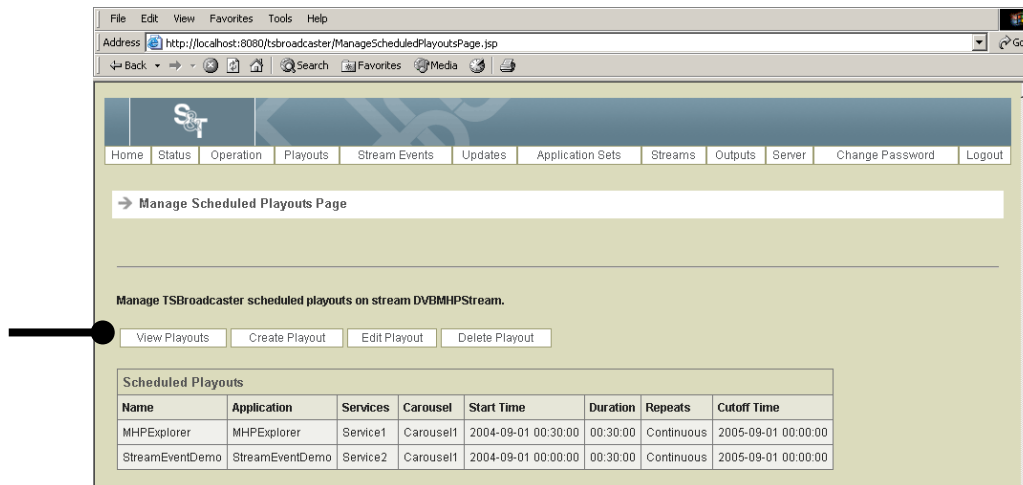 File Edit View Favorites Tools Help
Address http://localhost:8080/tsbroadcaster/ManageScheduledPlayoutsPage.jsp Go
Back Search Favorites Media
S&T
Home Status Operation Playouts Stream Events Updates Application Sets Streams Outputs Server Change Password Logout
Manage Scheduled Playouts Page
Manage TSBroadcaster scheduled playouts on stream DVBMHPStream.
View Playouts Create Playout Edit Playout Delete Playout
Scheduled Playouts
Name Application Services Carousel Start Time Duration Repeats Cutoff Time
MHPExplorer MHPExplorer Service1 Carousel1 2004-09-01 00:30:00 00:30:00 Continuous 2005-09-01 00:00:00
StreamEventDemo StreamEventDemo Service2 Carousel1 2004-09-01 00:00:00 00:30:00 Continuous 2005-09-01 00:00:00